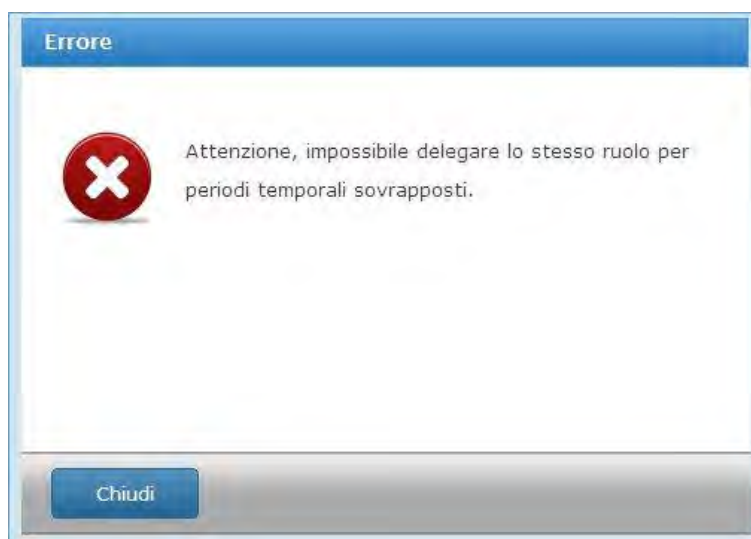 Errore
Attenzione, impossibile delegare lo stesso ruolo per
periodi temporali sovrapposti.
Chiudi